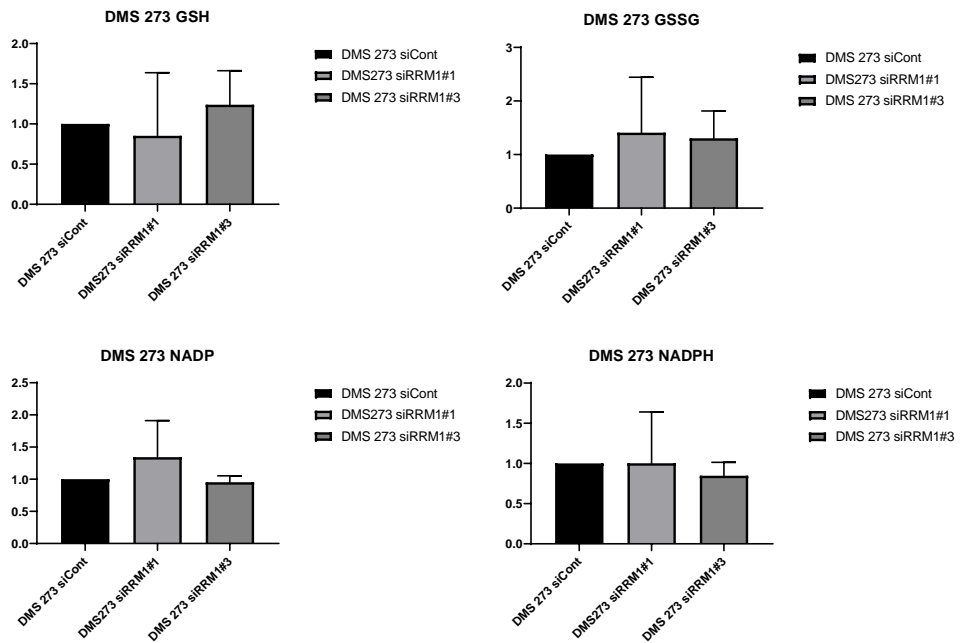 DMS 273 GSH
2.0
1.5
1.0
0.5
0.0
DMS 273 siCont
DMS273 siRRM1#1
DMS 273 siRRM1#3
DMS 273 siCont
DMS273 siRRM1#1
DMS 273 siRRM1#3
DMS 273 GSSG
3
2
1
0
DMS 273 siCont
DMS273 siRRM1#1
DMS 273 siRRM1#3
DMS 273 siCont
DMS273 siRRM1#1
DMS 273 siRRM1#3
DMS 273 NADP
2.5
2.0
1.5
1.0
0.5
0.0
DMS 273 siCont
DMS273 siRRM1#1
DMS 273 siRRM1#3
DMS 273 siCont
DMS273 siRRM1#1
DMS 273 siRRM1#3
DMS 273 NADPH
2.0
1.5
1.0
0.5
0.0
DMS 273 siCont
DMS273 siRRM1#1
DMS 273 siRRM1#3
DMS 273 siCont
DMS273 siRRM1#1
DMS 273 siRRM1#3